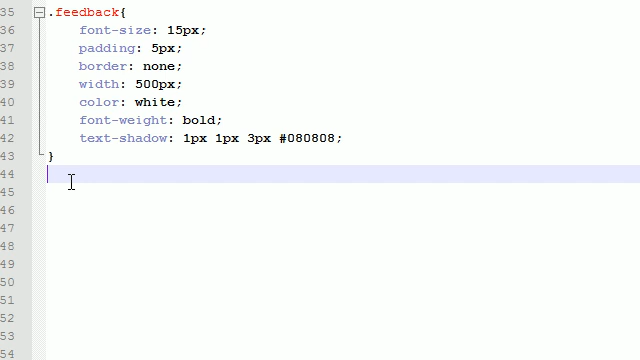 35 .feedback{
36 font-size: 15px;
37 padding: 5px;
38 border: none;
39 width: 500px;
40 color: white;
41 font-weight: bold;
42 text-shadow: 1px 1px 3px #080808;
43 }
44
45
46
47
48
49
50
51
52
53
54